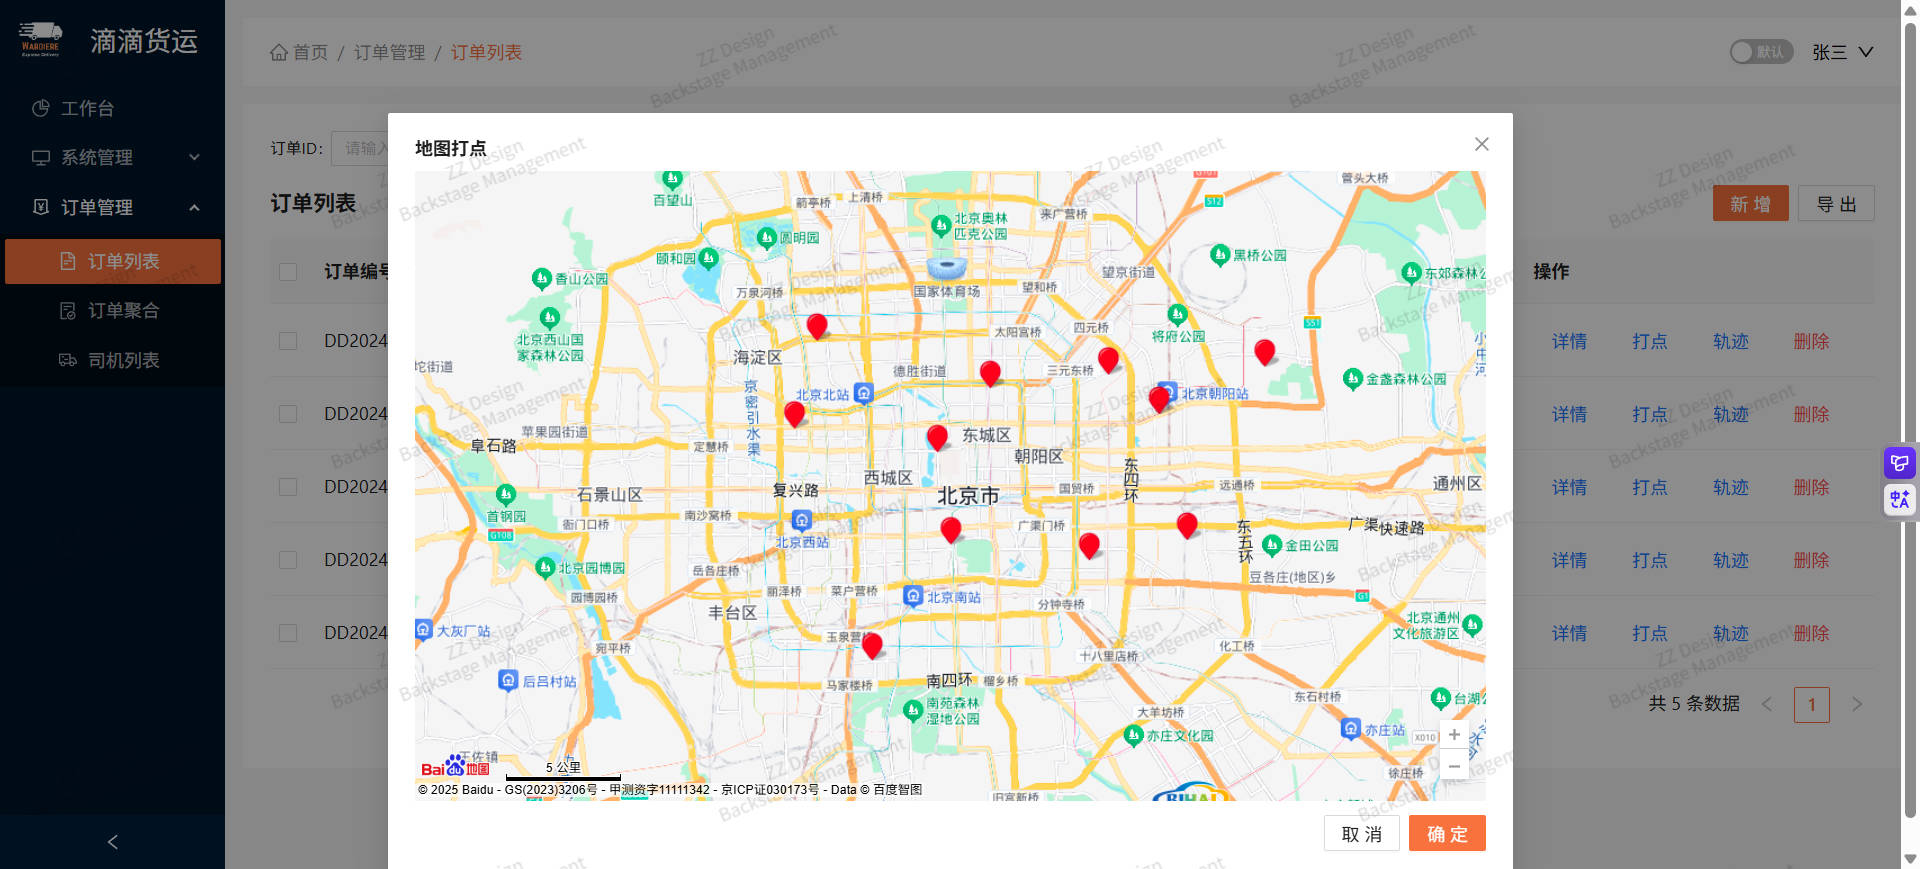 WARDIERE
Express Delivery
滴滴货运
工作台
系统管理
订单管理
订单列表
订单聚合
司机列表
首页 / 订单管理 / 订单列表
默认
张三
订单ID:
请输入
订单列表
新 增
导 出
订单编号
操作
DD2024
详情 打点 轨迹 删除
DD2024
详情 打点 轨迹 删除
DD2024
详情 打点 轨迹 删除
DD2024
详情 打点 轨迹 删除
DD2024
详情 打点 轨迹 删除
共 5 条数据
1
地图打点
百望山
箭亭桥
上清桥
管头大桥
S12
圆明园
北京奥林
匹克公园
来广营桥
颐和园
黑桥公园
香山公园
万泉河桥
国家体育场
望和桥
望京街道
东郊森林公
北京西山国
家森林公园
海淀区
太阳宫桥
四元桥
将府公园
S51
坨街道
德胜街道
三元东桥
小中河
金盏森林公园
京密引水渠
北京北站
北京朝阳站
阜石路
苹果园街道
定慧桥
东城区
朝阳区
东四环
石景山区
复兴路
西城区
北京市
国贸桥
远通桥
通州区
首钢园
衙门口桥
南沙窝桥
北京西站
广渠门桥
东五环
广渠快速路
金田公园
G108
北京园博园
岳各庄桥
豆各庄(地区)乡
园博园桥
丽泽桥
菜户营桥
北京南站
分钟寺桥
G1
丰台区
北京通州
文化旅游区
大灰厂站
宛平桥
玉泉营桥
十八里店桥
化工桥
后吕村站
马家楼桥
南四环
榴乡桥
东石村桥
台湖公
南苑森林
湿地公园
大羊坊桥
亦庄文化园
亦庄站
X010
王佐镇
徐庄桥
旧宫新桥
Bai du 地图
5 公里
© 2025 Baidu - GS(2023)3206号 - 甲测资字11111342 - 京ICP证030173号 - Data © 百度智图
取 消
确 定
ZZ Design
Backstage Management